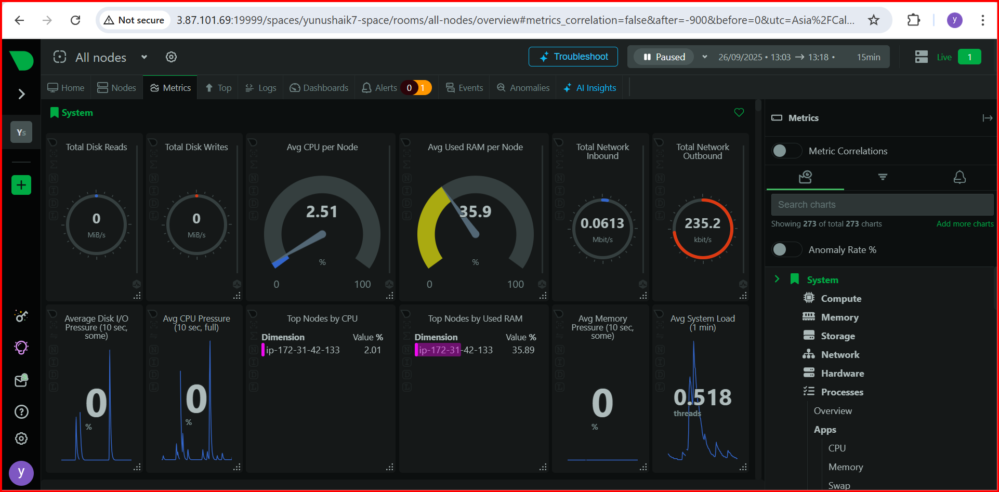 Not secure
3.87.101.69:19999/spaces/yunushaik7-space/rooms/all-nodes/overview#metrics_correlation=false&after=-900&before=0&utc=Asia%2FCal...
y
All nodes
Troubleshoot
Paused
26/09/2025 • 13:03 → 13:18 •
15min
Live
1
Home
Nodes
Metrics
Top
Logs
Dashboards
Alerts
0
1
Events
Anomalies
AI Insights
Ys
System
Total Disk Reads
N
I
D
L
0
MiB/s
Total Disk Writes
N
I
D
L
0
MiB/s
Avg CPU per Node
N
I
D
L
2.51
%
0
100
Avg Used RAM per Node
N
I
D
L
35.9
%
0
100
Total Network
Inbound
N
I
D
L
0.0613
Mbit/s
Total Network
Outbound
N
I
D
L
235.2
kbit/s
Average Disk I/O
Pressure (10 sec,
some)
N
I
D
L
0
%
Avg CPU Pressure
(10 sec, full)
N
I
D
L
0
%
Top Nodes by CPU
N
I
D
L
Dimension
Value %
ip-172-31-42-133
2.01
Top Nodes by Used RAM
N
I
D
L
Dimension
Value %
ip-172-31-42-133
35.89
Avg Memory
Pressure (10 sec,
some)
N
I
D
L
0
%
Avg System Load
(1 min)
N
I
D
L
0.518
threads
Metrics
Metric Correlations
Search charts
Showing 273 of total 273 charts
Add more charts
Anomaly Rate %
System
Compute
Memory
Storage
Network
Hardware
Processes
Overview
Apps
CPU
Memory
Swap
y